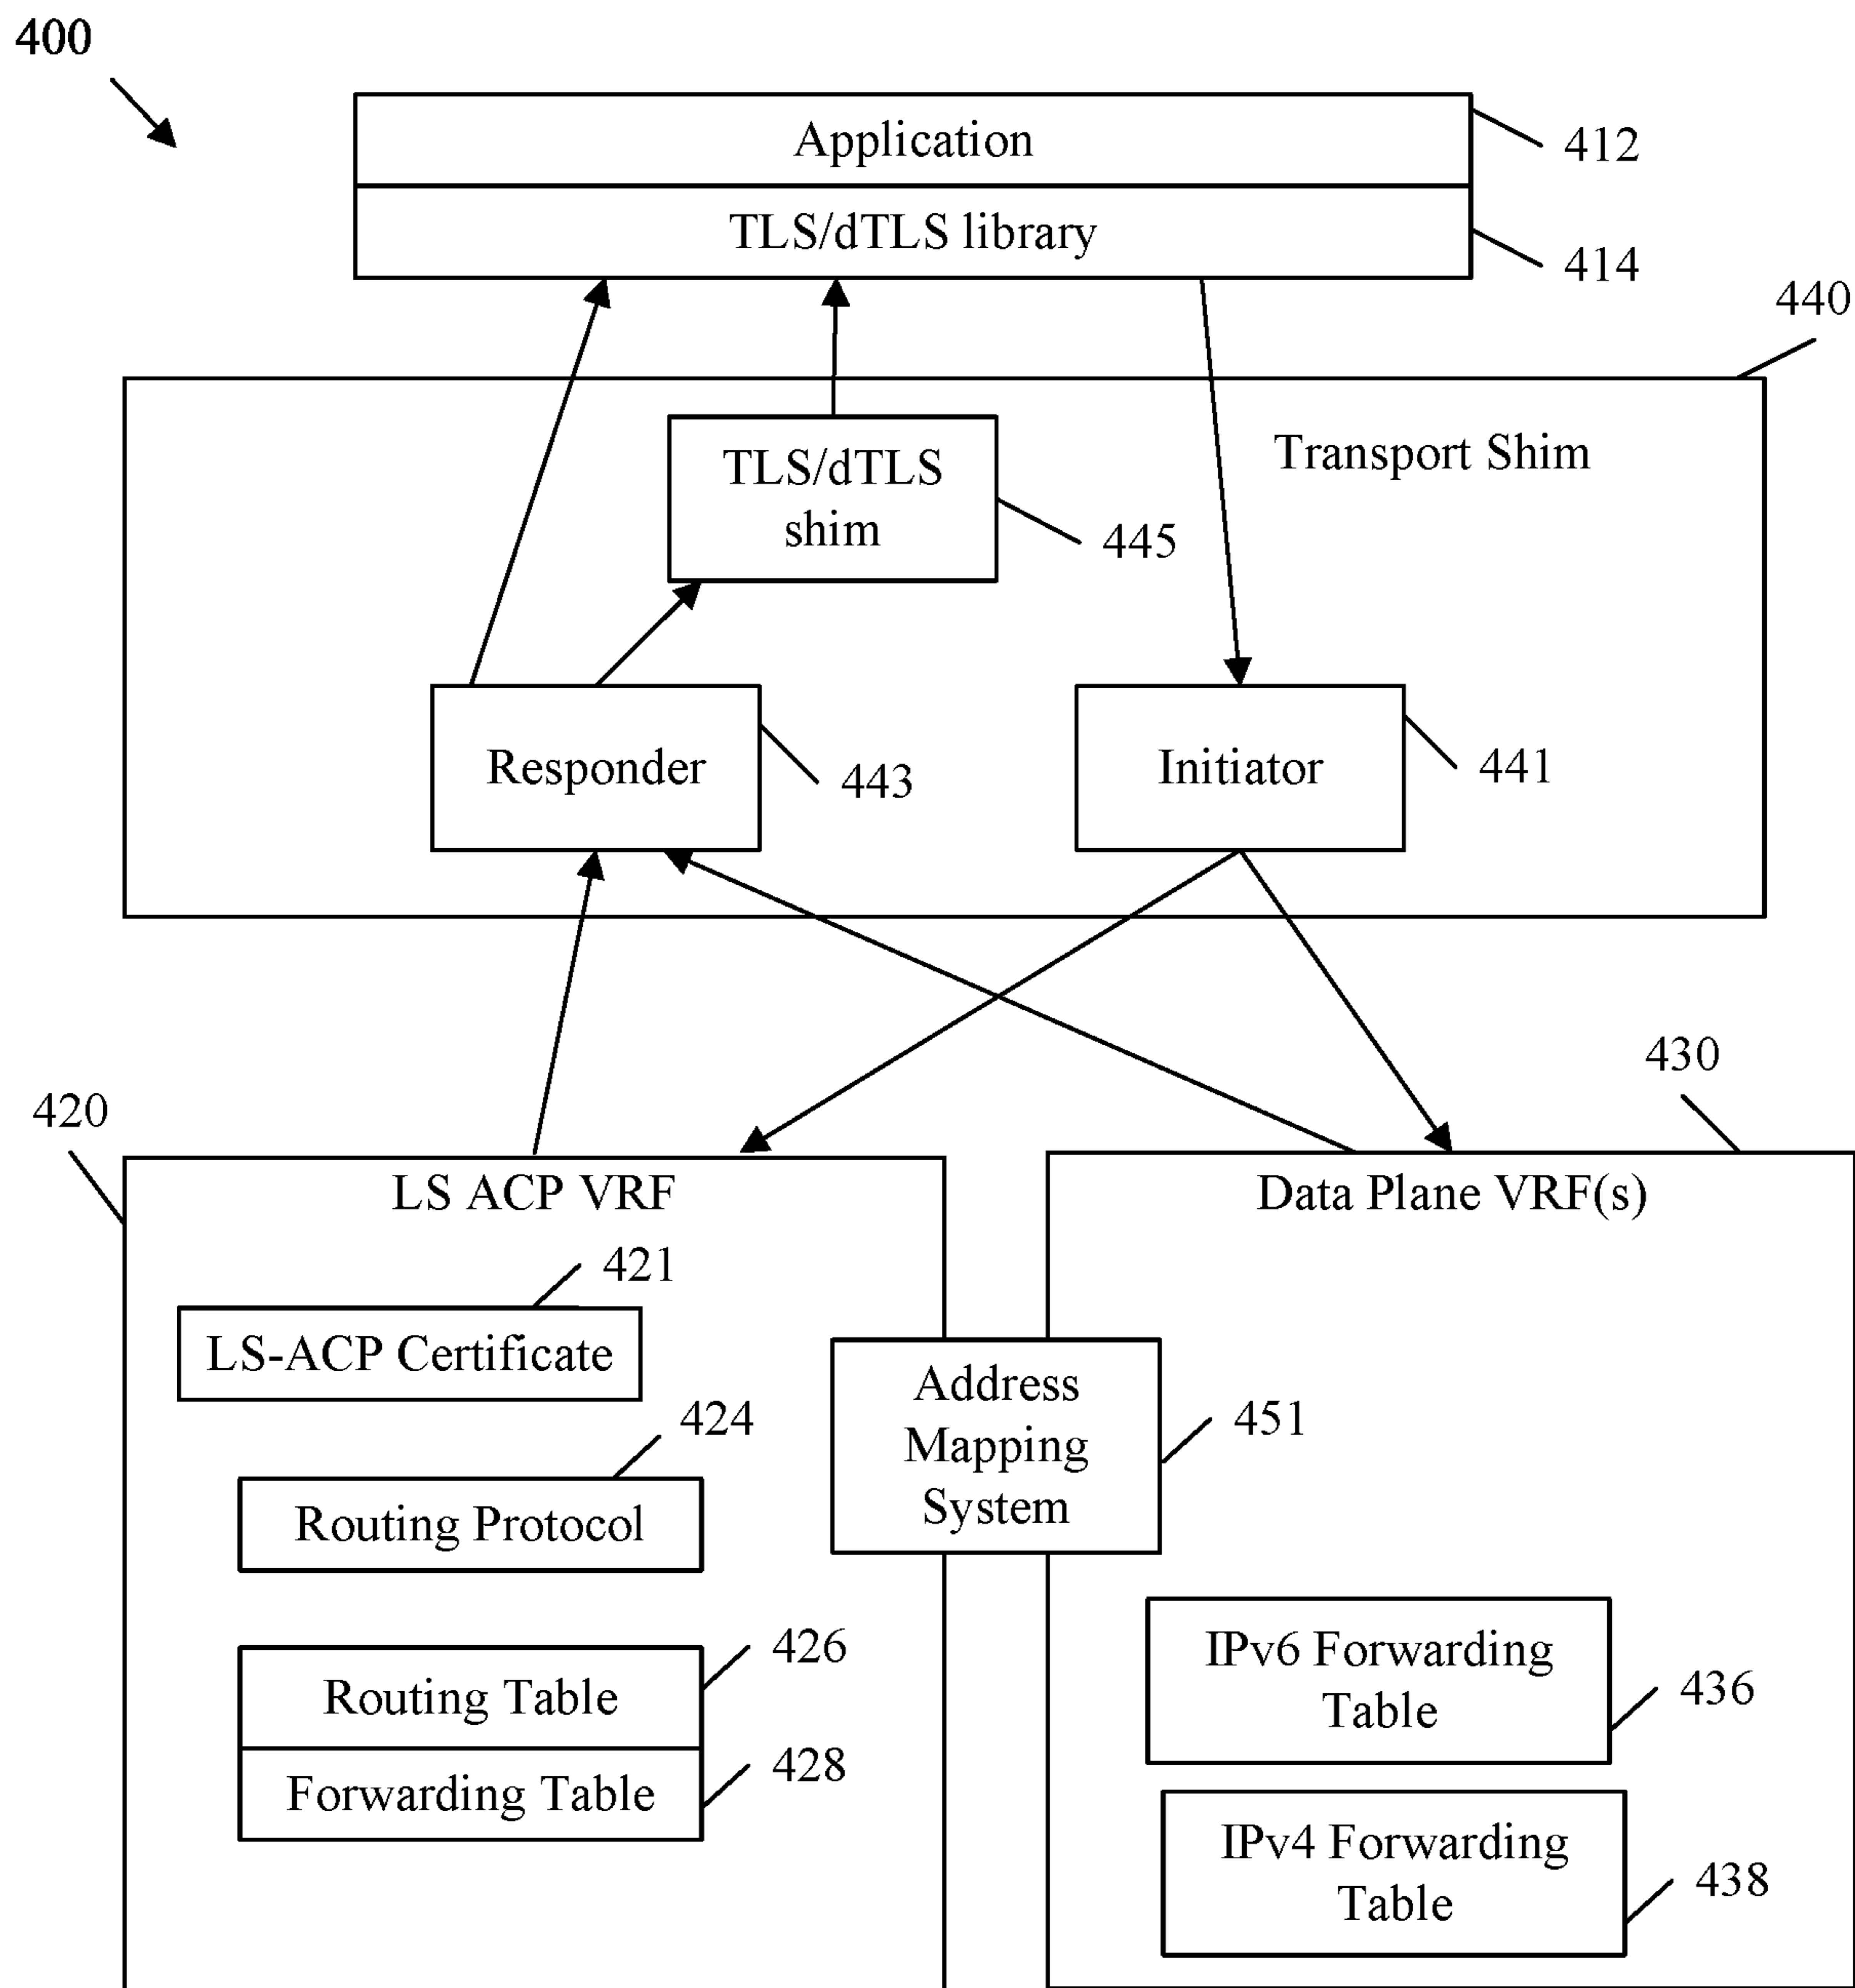 400
Application
412
TLS/dTLS library
414
440
TLS/dTLS
shim
Transport Shim
445
Responder
443
Initiator
441
420
430
LS ACP VRF
Data Plane VRF(s)
421
LS-ACP Certificate
424
Routing Protocol
Address
Mapping
System
451
426
Routing Table
428
Forwarding Table
IPv6 Forwarding
Table
436
IPv4 Forwarding
Table
438